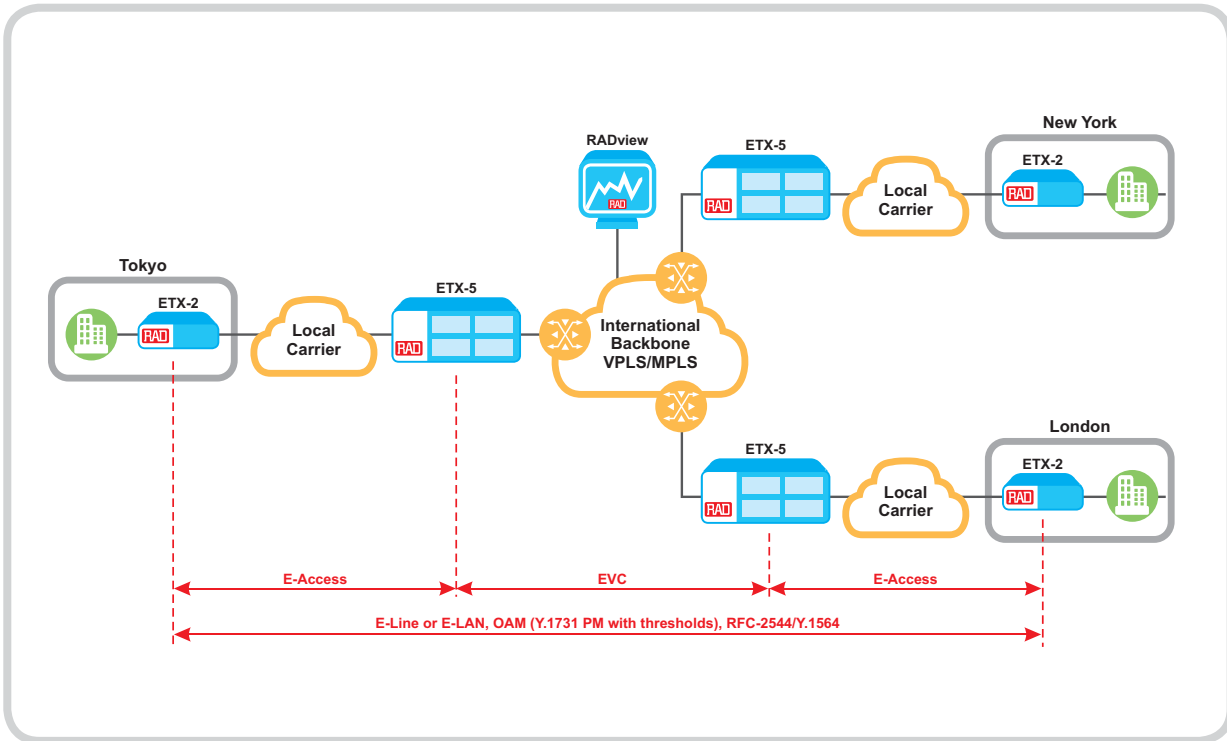 New York
RADview
ETX-5
ETX-2
RAD
RAD
RAD
Local
Carrier
Tokyo
ETX-2
ETX-5
RAD
RAD
Local
Carrier
International
Backbone
VPLS/MPLS
London
ETX-5
ETX-2
RAD
RAD
Local
Carrier
E-Access
EVC
E-Access
E-Line or E-LAN, OAM (Y.1731 PM with thresholds), RFC-2544/Y.1564